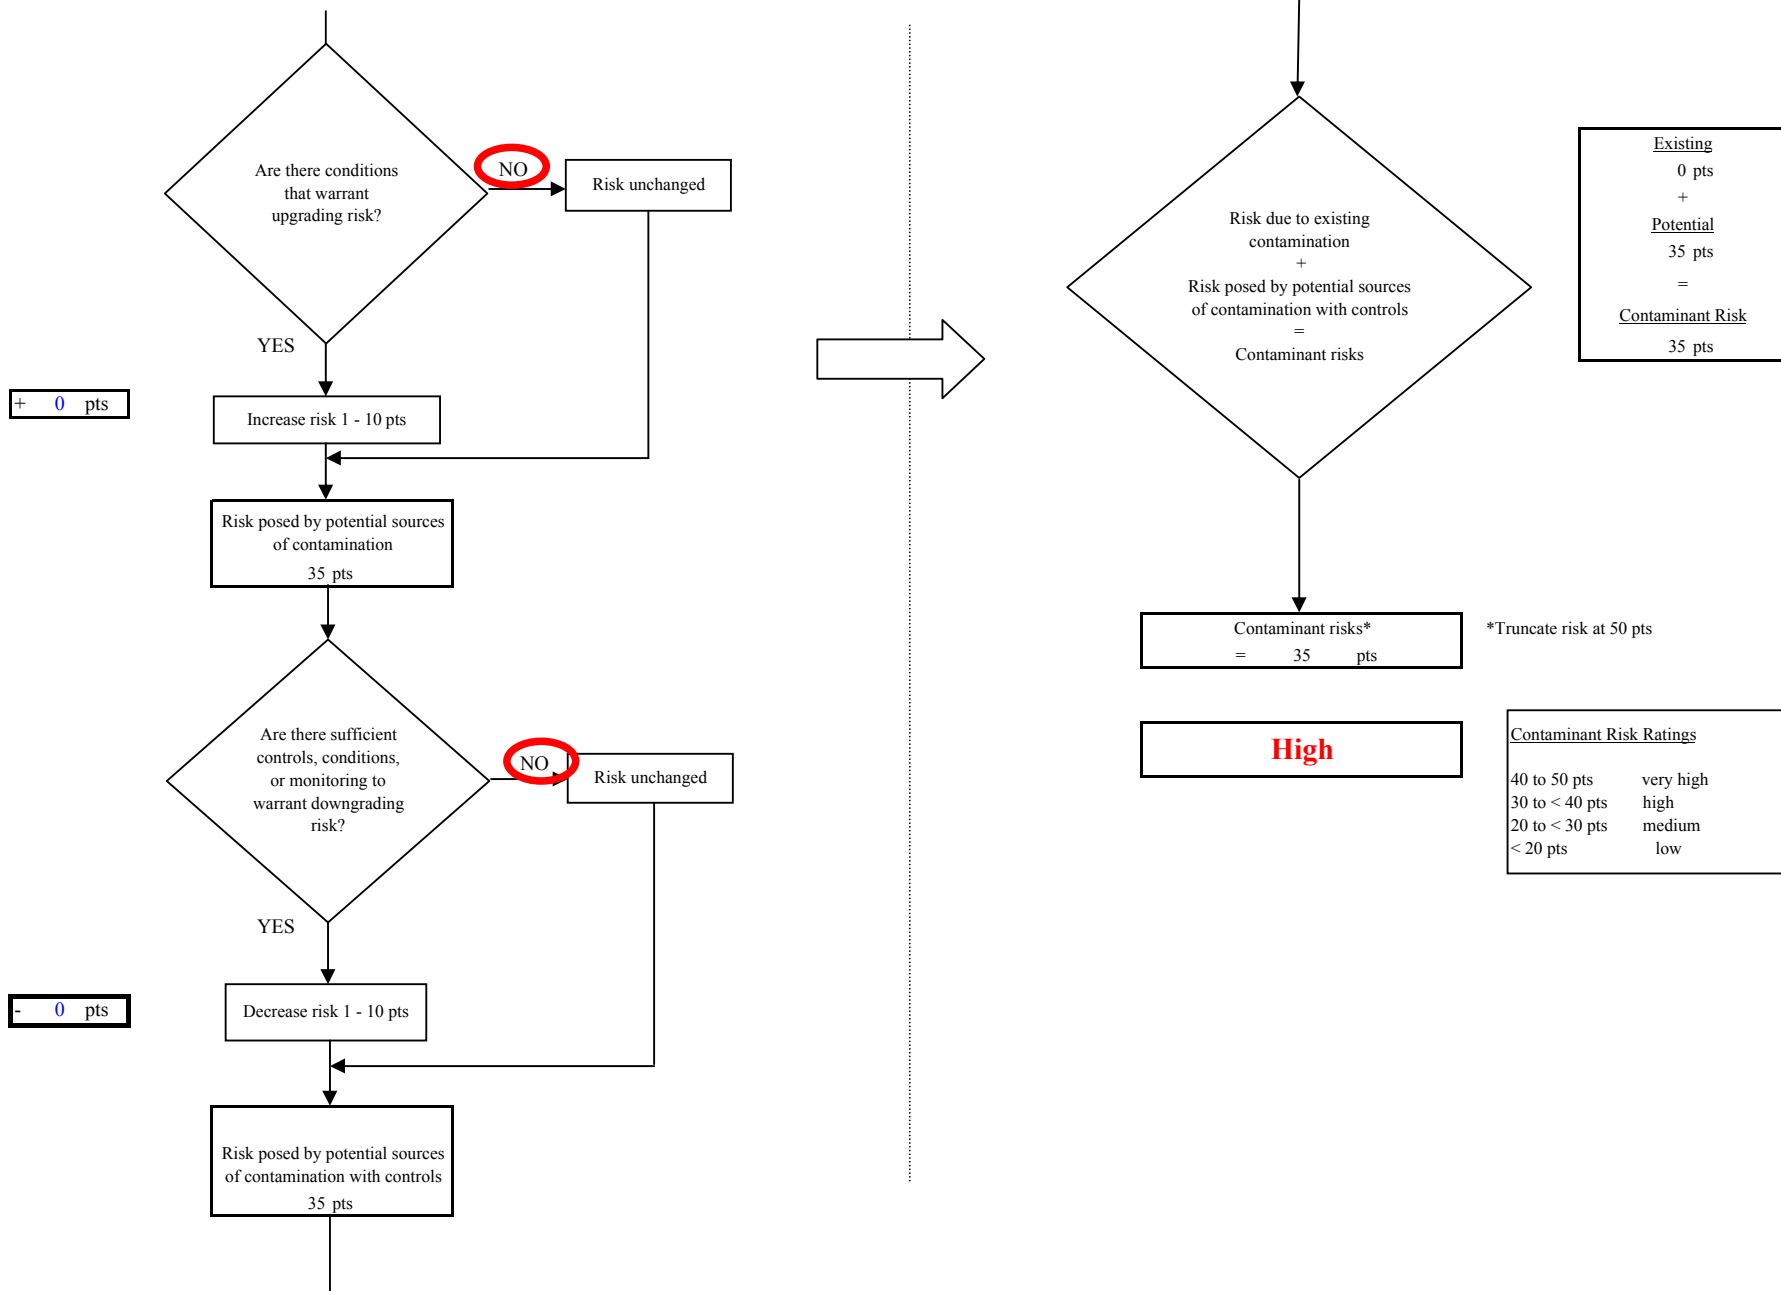 Are there conditions
that warrant
upgrading risk?
NO
Risk unchanged
YES
+ 0 pts
Increase risk 1 - 10 pts
Risk posed by potential sources
of contamination
35 pts
Are there sufficient
controls, conditions,
or monitoring to
warrant downgrading
risk?
NO
Risk unchanged
YES
- 0 pts
Decrease risk 1 - 10 pts
Risk posed by potential sources
of contamination with controls
35 pts
Risk due to existing
contamination
+
Risk posed by potential sources
of contamination with controls
=
Contaminant risks
Existing
0 pts
+
Potential
35 pts
=
Contaminant Risk
35 pts
Contaminant risks*
= 35 pts
*Truncate risk at 50 pts
High
Contaminant Risk Ratings
40 to 50 pts very high
30 to < 40 pts high
20 to < 30 pts medium
< 20 pts low